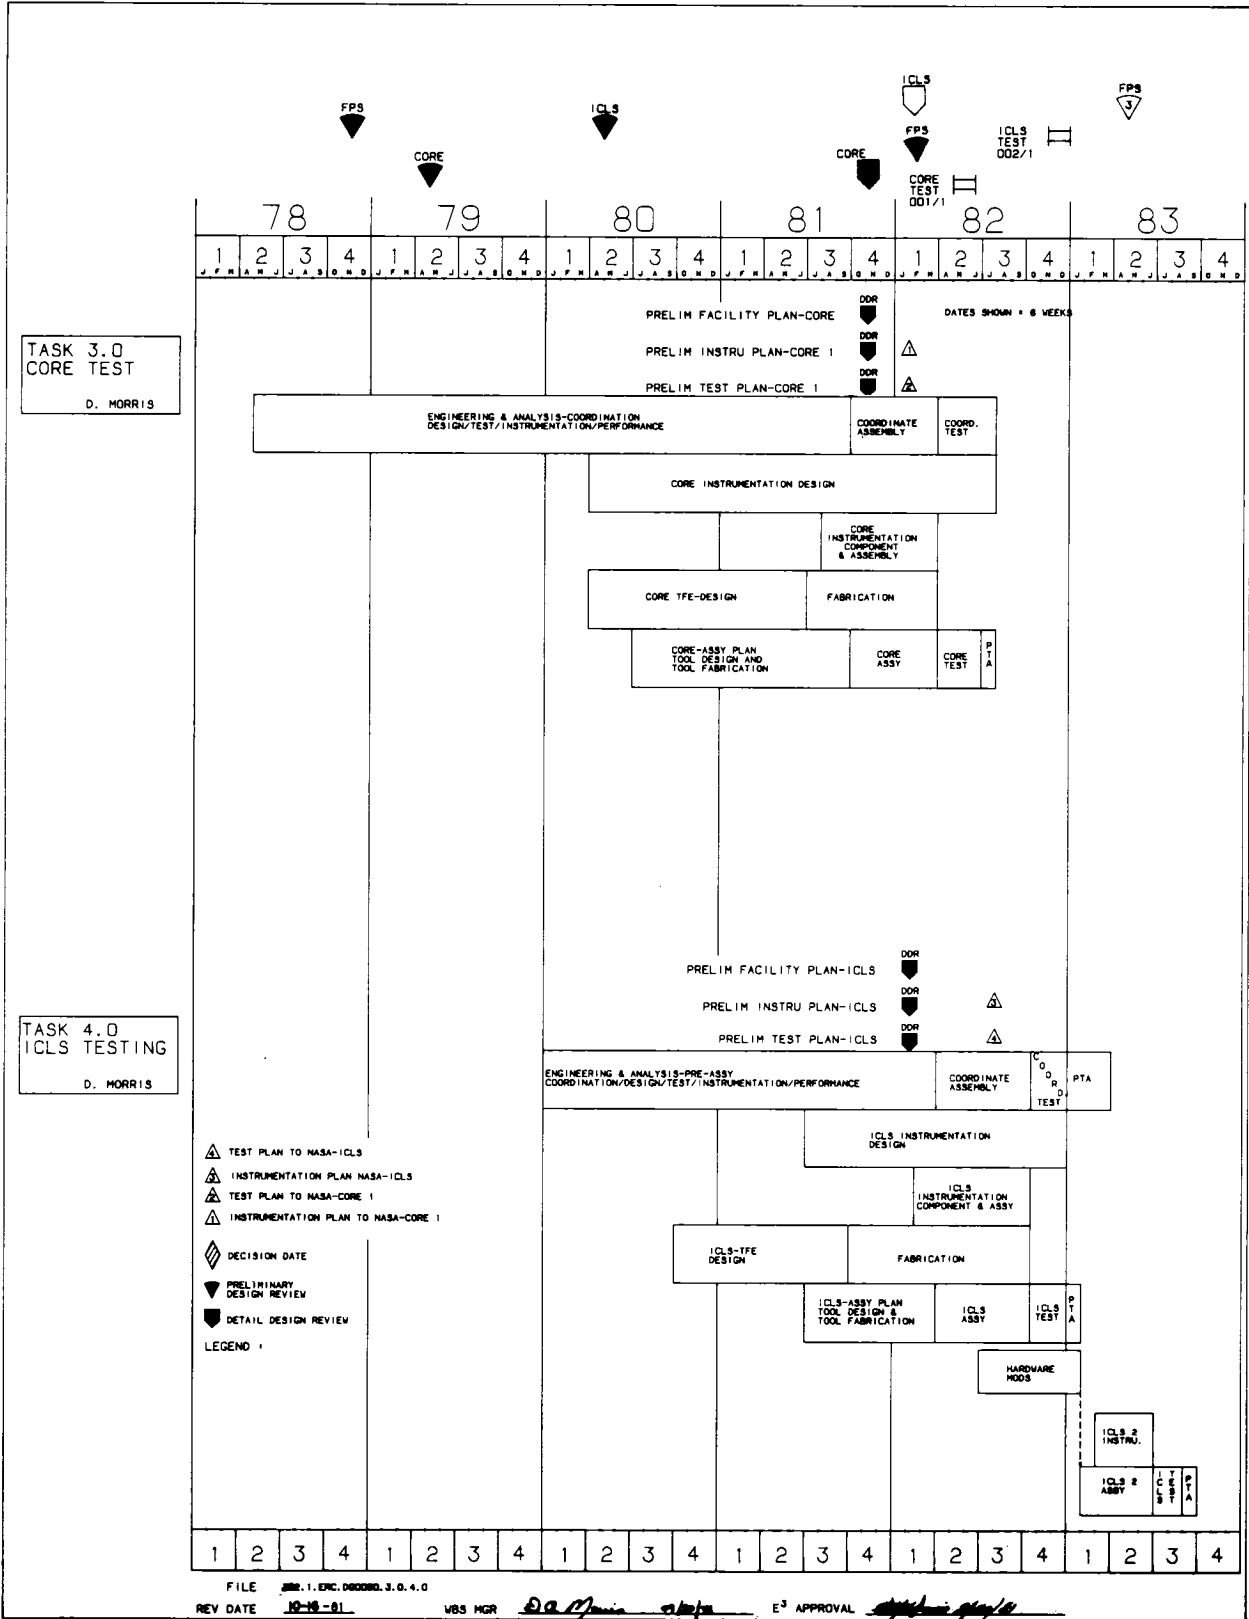 ICLS
FPS
FPS
3
ICLS
FPS
ICLS
TEST
002/1
CORE
CORE
CORE
TEST
001/1
78 79 80 81 82 83
1 2 3 4 1 2 3 4 1 2 3 4 1 2 3 4 1 2 3 4 1 2 3 4
J F M A M J J A S O N D J F M A M J J A S O N D J F M A M J J A S O N D J F M A M J J A S O N D J F M A M J J A S O N D J F M A M J J A S O N D
TASK 3.0
CORE TEST
D. MORRIS
PRELIM FACILITY PLAN-CORE DDR
DATES SHOWN ± 6 WEEKS
PRELIM INSTRU PLAN-CORE 1 DDR 1
PRELIM TEST PLAN-CORE 1 DDR 2
ENGINEERING & ANALYSIS-COORDINATION
DESIGN/TEST/INSTRUMENTATION/PERFORMANCE
COORDINATE
ASSEMBLY
COORD.
TEST
CORE INSTRUMENTATION DESIGN
CORE
INSTRUMENTATION
COMPONENT
& ASSEMBLY
CORE TFE-DESIGN
FABRICATION
CORE-ASSY PLAN
TOOL DESIGN AND
TOOL FABRICATION
CORE
ASSY
CORE
TEST
PTA
TASK 4.0
ICLS TESTING
D. MORRIS
PRELIM FACILITY PLAN-ICLS DDR
PRELIM INSTRU PLAN-ICLS DDR 3
PRELIM TEST PLAN-ICLS DDR 4
ENGINEERING & ANALYSIS-PRE-ASSY
COORDINATION/DESIGN/TEST/INSTRUMENTATION/PERFORMANCE
COORDINATE
ASSEMBLY
COORD
TEST
PTA
ICLS INSTRUMENTATION
DESIGN
ICLS
INSTRUMENTATION
COMPONENT & ASSY
ICLS-TFE
DESIGN
FABRICATION
ICLS-ASSY PLAN
TOOL DESIGN &
TOOL FABRICATION
ICLS
ASSY
ICLS
TEST
PTA
HARDWARE
MODS
ICLS 2
INSTRU.
ICLS 2
ASSY
ICLS
TEST
PTA
4 TEST PLAN TO NASA-ICLS
3 INSTRUMENTATION PLAN NASA-ICLS
2 TEST PLAN TO NASA-CORE 1
1 INSTRUMENTATION PLAN TO NASA-CORE 1
DECISION DATE
PRELIMINARY
DESIGN REVIEW
DETAIL DESIGN REVIEW
LEGEND :
1 2 3 4 1 2 3 4 1 2 3 4 1 2 3 4 1 2 3 4 1 2 3 4
FILE
REV DATE 10-16-81 WBS MGR D A Morris E³ APPROVAL